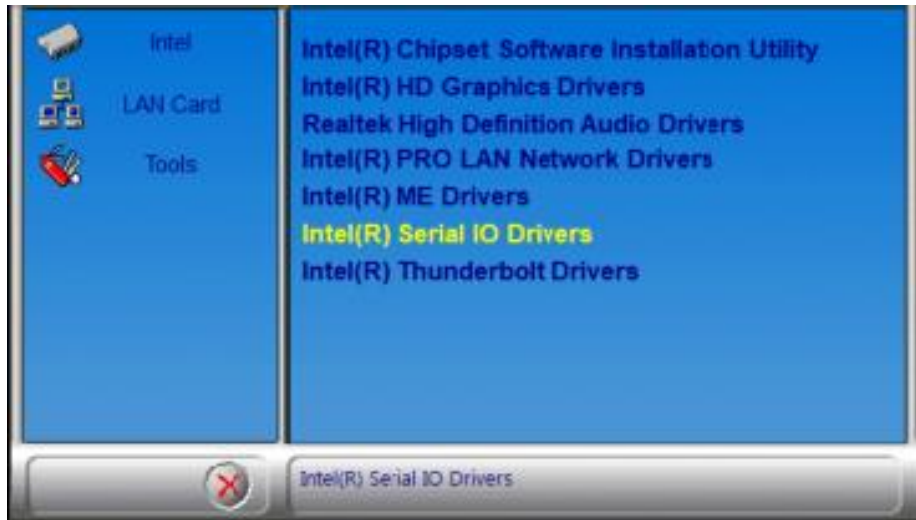 Intel
LAN Card
Tools
Intel(R) Chipset Software Installation Utility
Intel(R) HD Graphics Drivers
Realtek High Definition Audio Drivers
Intel(R) PRO LAN Network Drivers
Intel(R) ME Drivers
Intel(R) Serial IO Drivers
Intel(R) Thunderbolt Drivers
Intel(R) Serial IO Drivers